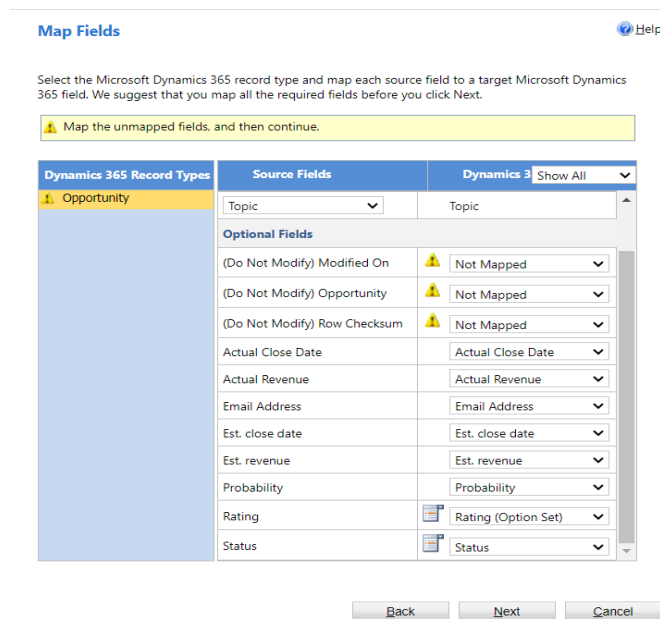 Map Fields
Help
Select the Microsoft Dynamics 365 record type and map each source field to a target Microsoft Dynamics
365 field. We suggest that you map all the required fields before you click Next.
Map the unmapped fields, and then continue.
Dynamics 365 Record Types Source Fields Dynamics 3 Show All
Opportunity
Topic Topic
Optional Fields
(Do Not Modify) Modified On Not Mapped
(Do Not Modify) Opportunity Not Mapped
(Do Not Modify) Row Checksum Not Mapped
Actual Close Date Actual Close Date
Actual Revenue Actual Revenue
Email Address Email Address
Est. close date Est. close date
Est. revenue Est. revenue
Probability Probability
Rating Rating (Option Set)
Status Status
Back Next Cancel